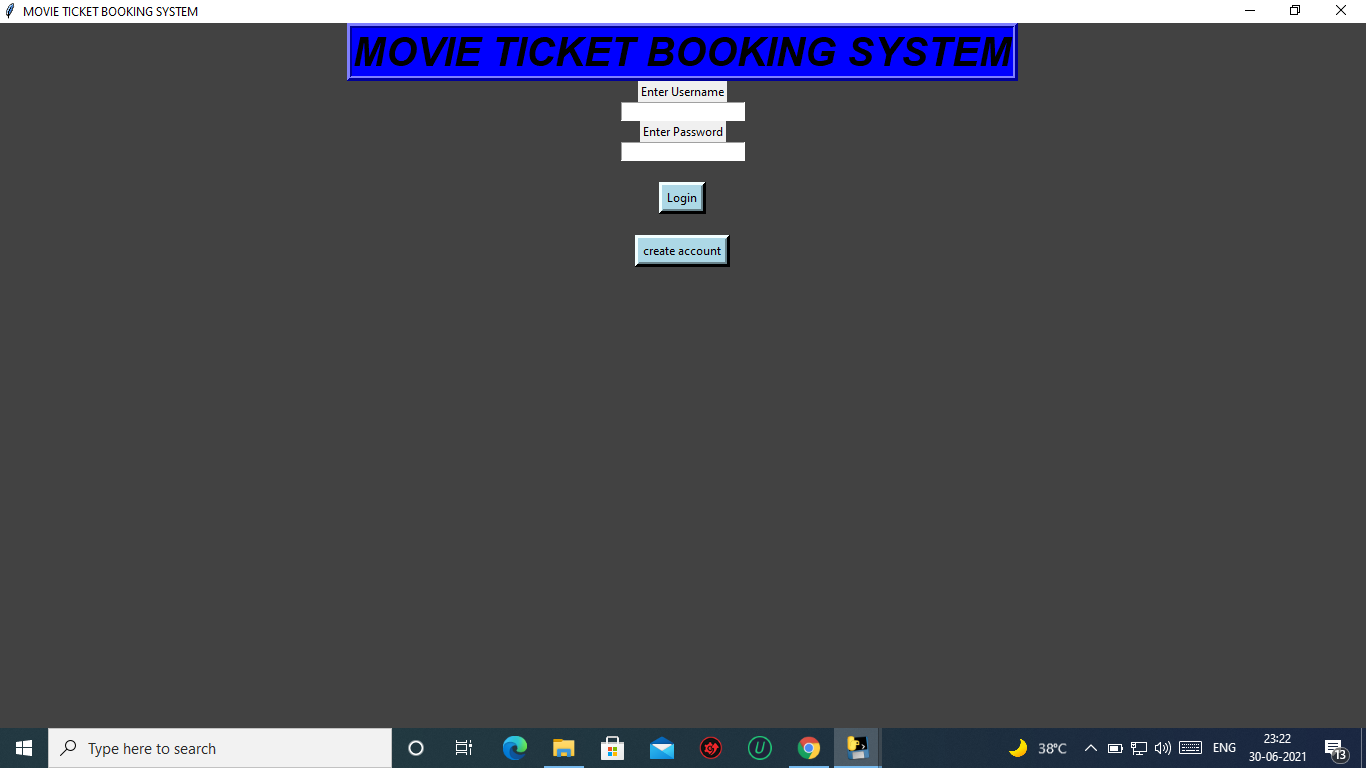 MOVIE TICKET BOOKING SYSTEM
MOVIE TICKET BOOKING SYSTEM
Enter Username
Enter Password
Login
create account
Type here to search
U
38°C
ENG
23:22
30-06-2021
13